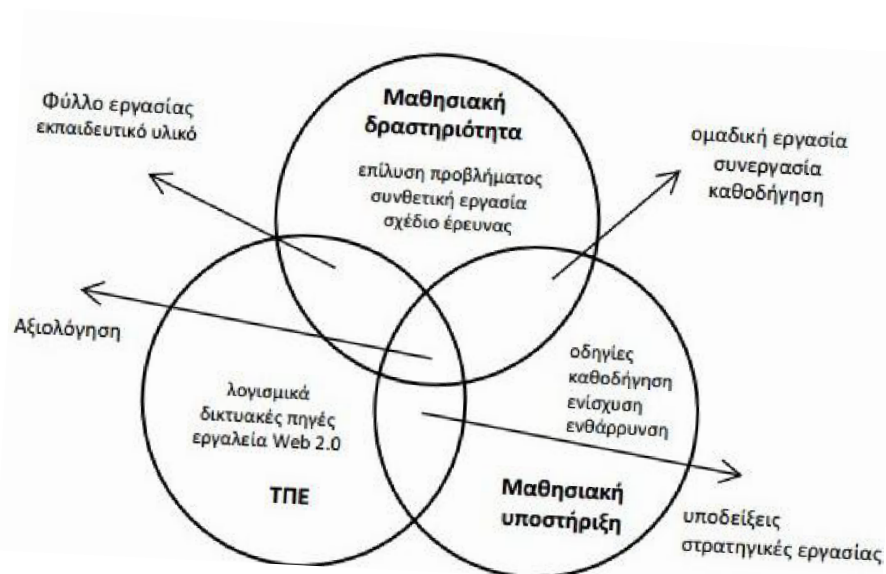 Φύλλο εργασίας
εκπαιδευτικό υλικό
Μαθησιακή
δραστηριότητα
επίλυση προβλήματος
συνθετική εργασία
σχέδιο έρευνας
ομαδική εργασία
συνεργασία
καθοδήγηση
Αξιολόγηση
λογισμικά
δικτυακές πηγές
εργαλεία Web 2.0
ΤΠΕ
οδηγίες
καθοδήγηση
ενίσχυση
ενθάρρυνση
Μαθησιακή
υποστήριξη
υποδείξεις
στρατηγικές εργασίας